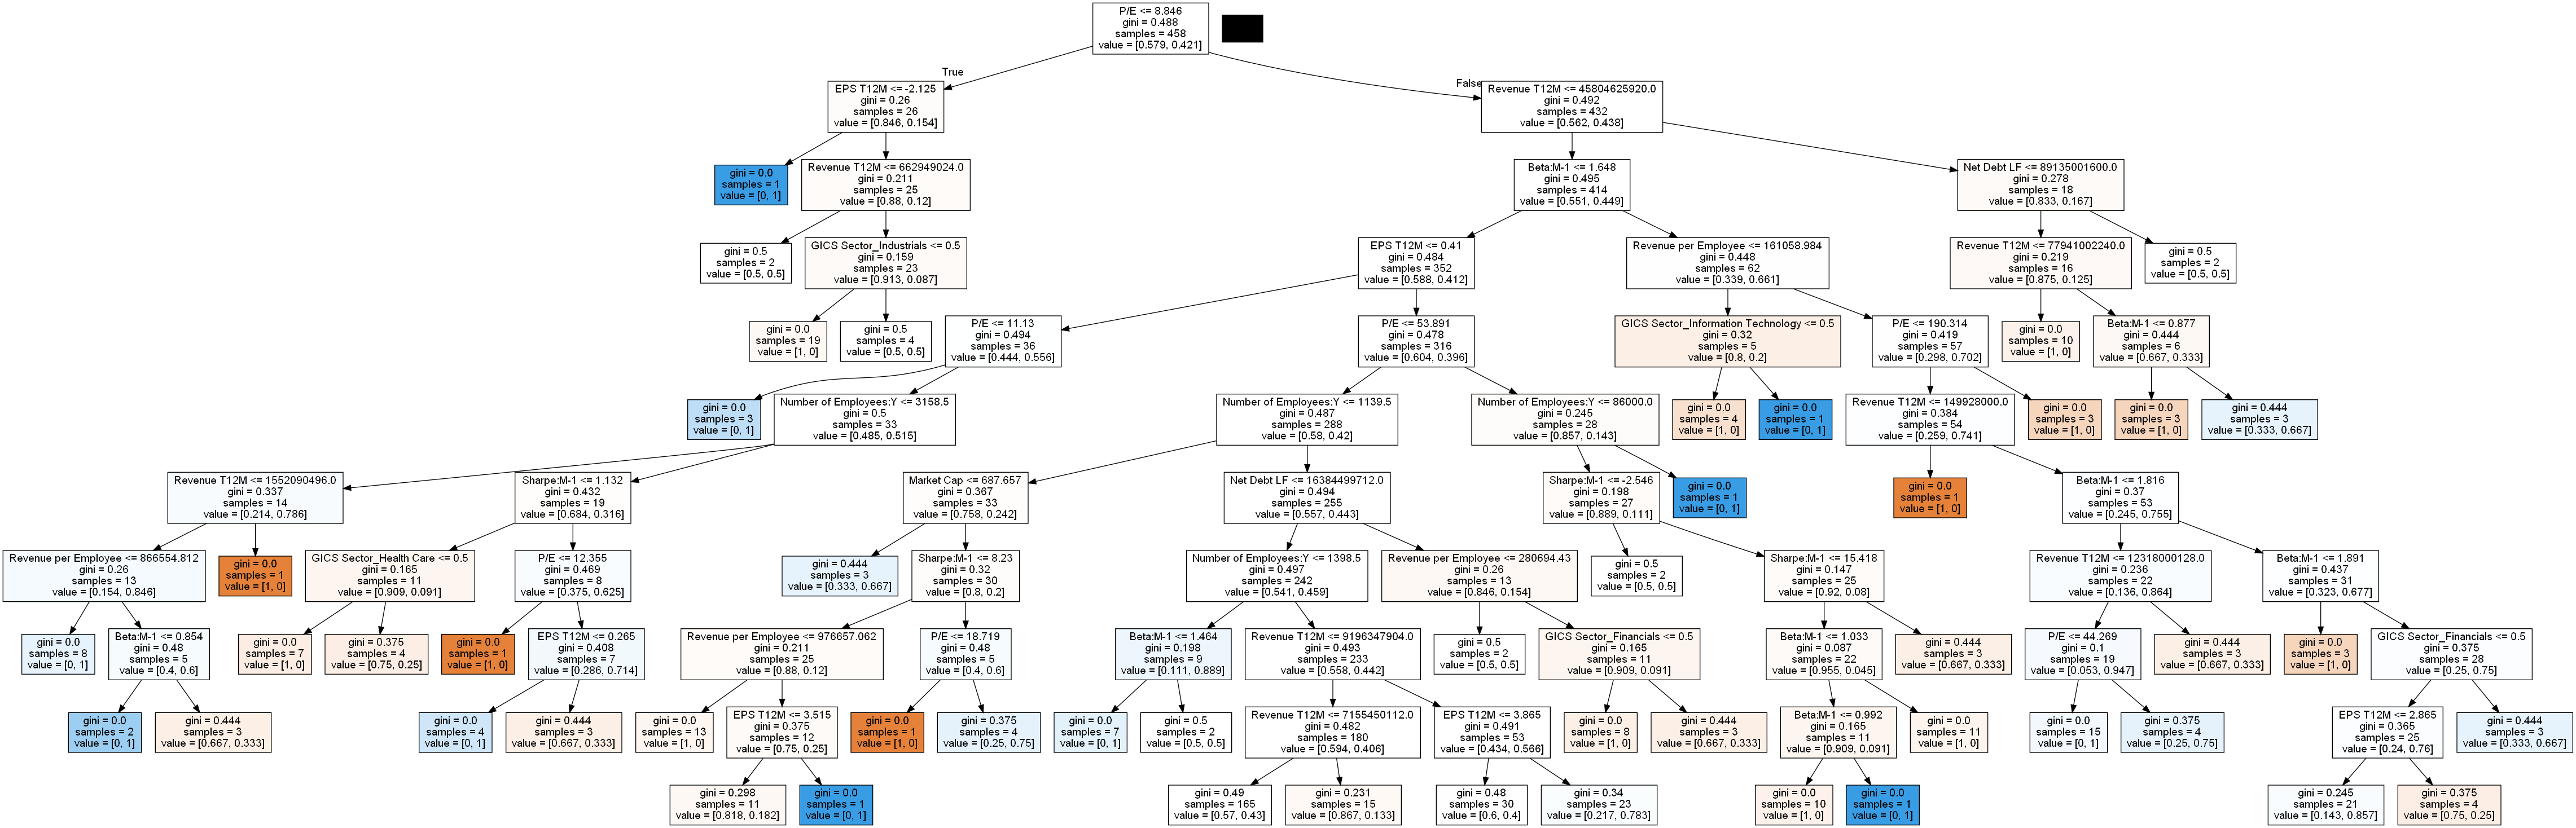 P/E <= 8.846
gini = 0.488
samples = 458
value = [0.579, 0.421]
True
False
EPS T12M <= -2.125
gini = 0.26
samples = 26
value = [0.846, 0.154]
Revenue T12M <= 45804625920.0
gini = 0.492
samples = 432
value = [0.562, 0.438]
gini = 0.0
samples = 1
value = [0, 1]
Revenue T12M <= 662949024.0
gini = 0.211
samples = 25
value = [0.88, 0.12]
Beta:M-1 <= 1.648
gini = 0.495
samples = 414
value = [0.551, 0.449]
Net Debt LF <= 89135001600.0
gini = 0.278
samples = 18
value = [0.833, 0.167]
gini = 0.5
samples = 2
value = [0.5, 0.5]
GICS Sector_Industrials <= 0.5
gini = 0.159
samples = 23
value = [0.913, 0.087]
EPS T12M <= 0.41
gini = 0.484
samples = 352
value = [0.588, 0.412]
Revenue per Employee <= 161058.984
gini = 0.448
samples = 62
value = [0.339, 0.661]
Revenue T12M <= 77941002240.0
gini = 0.219
samples = 16
value = [0.875, 0.125]
gini = 0.5
samples = 2
value = [0.5, 0.5]
gini = 0.0
samples = 19
value = [1, 0]
gini = 0.5
samples = 4
value = [0.5, 0.5]
P/E <= 11.13
gini = 0.494
samples = 36
value = [0.444, 0.556]
P/E <= 53.891
gini = 0.478
samples = 316
value = [0.604, 0.396]
GICS Sector_Information Technology <= 0.5
gini = 0.32
samples = 5
value = [0.8, 0.2]
P/E <= 190.314
gini = 0.419
samples = 57
value = [0.298, 0.702]
gini = 0.0
samples = 10
value = [1, 0]
Beta:M-1 <= 0.877
gini = 0.444
samples = 6
value = [0.667, 0.333]
gini = 0.0
samples = 3
value = [0, 1]
Number of Employees:Y <= 3158.5
gini = 0.5
samples = 33
value = [0.485, 0.515]
Number of Employees:Y <= 1139.5
gini = 0.487
samples = 288
value = [0.58, 0.42]
Number of Employees:Y <= 86000.0
gini = 0.245
samples = 28
value = [0.857, 0.143]
gini = 0.0
samples = 4
value = [1, 0]
gini = 0.0
samples = 1
value = [0, 1]
Revenue T12M <= 149928000.0
gini = 0.384
samples = 54
value = [0.259, 0.741]
gini = 0.0
samples = 3
value = [1, 0]
gini = 0.0
samples = 3
value = [1, 0]
gini = 0.444
samples = 3
value = [0.333, 0.667]
Revenue T12M <= 1552090496.0
gini = 0.337
samples = 14
value = [0.214, 0.786]
Sharpe:M-1 <= 1.132
gini = 0.432
samples = 19
value = [0.684, 0.316]
Market Cap <= 687.657
gini = 0.367
samples = 33
value = [0.758, 0.242]
Net Debt LF <= 16384499712.0
gini = 0.494
samples = 255
value = [0.557, 0.443]
Sharpe:M-1 <= -2.546
gini = 0.198
samples = 27
value = [0.889, 0.111]
gini = 0.0
samples = 1
value = [0, 1]
gini = 0.0
samples = 1
value = [1, 0]
Beta:M-1 <= 1.816
gini = 0.37
samples = 53
value = [0.245, 0.755]
Revenue per Employee <= 866554.812
gini = 0.26
samples = 13
value = [0.154, 0.846]
gini = 0.0
samples = 1
value = [1, 0]
GICS Sector_Health Care <= 0.5
gini = 0.165
samples = 11
value = [0.909, 0.091]
P/E <= 12.355
gini = 0.469
samples = 8
value = [0.375, 0.625]
gini = 0.444
samples = 3
value = [0.333, 0.667]
Sharpe:M-1 <= 8.23
gini = 0.32
samples = 30
value = [0.8, 0.2]
Number of Employees:Y <= 1398.5
gini = 0.497
samples = 242
value = [0.541, 0.459]
Revenue per Employee <= 280694.43
gini = 0.26
samples = 13
value = [0.846, 0.154]
gini = 0.5
samples = 2
value = [0.5, 0.5]
Sharpe:M-1 <= 15.418
gini = 0.147
samples = 25
value = [0.92, 0.08]
Revenue T12M <= 12318000128.0
gini = 0.236
samples = 22
value = [0.136, 0.864]
Beta:M-1 <= 1.891
gini = 0.437
samples = 31
value = [0.323, 0.677]
gini = 0.0
samples = 8
value = [0, 1]
Beta:M-1 <= 0.854
gini = 0.48
samples = 5
value = [0.4, 0.6]
gini = 0.0
samples = 7
value = [1, 0]
gini = 0.375
samples = 4
value = [0.75, 0.25]
gini = 0.0
samples = 1
value = [1, 0]
EPS T12M <= 0.265
gini = 0.408
samples = 7
value = [0.286, 0.714]
Revenue per Employee <= 976657.062
gini = 0.211
samples = 25
value = [0.88, 0.12]
P/E <= 18.719
gini = 0.48
samples = 5
value = [0.4, 0.6]
Beta:M-1 <= 1.464
gini = 0.198
samples = 9
value = [0.111, 0.889]
Revenue T12M <= 9196347904.0
gini = 0.493
samples = 233
value = [0.558, 0.442]
gini = 0.5
samples = 2
value = [0.5, 0.5]
GICS Sector_Financials <= 0.5
gini = 0.165
samples = 11
value = [0.909, 0.091]
Beta:M-1 <= 1.033
gini = 0.087
samples = 22
value = [0.955, 0.045]
gini = 0.444
samples = 3
value = [0.667, 0.333]
P/E <= 44.269
gini = 0.1
samples = 19
value = [0.053, 0.947]
gini = 0.444
samples = 3
value = [0.667, 0.333]
gini = 0.0
samples = 3
value = [1, 0]
GICS Sector_Financials <= 0.5
gini = 0.375
samples = 28
value = [0.25, 0.75]
gini = 0.0
samples = 2
value = [0, 1]
gini = 0.444
samples = 3
value = [0.667, 0.333]
gini = 0.0
samples = 4
value = [0, 1]
gini = 0.444
samples = 3
value = [0.667, 0.333]
gini = 0.0
samples = 13
value = [1, 0]
EPS T12M <= 3.515
gini = 0.375
samples = 12
value = [0.75, 0.25]
gini = 0.0
samples = 1
value = [1, 0]
gini = 0.375
samples = 4
value = [0.25, 0.75]
gini = 0.0
samples = 7
value = [0, 1]
gini = 0.5
samples = 2
value = [0.5, 0.5]
Revenue T12M <= 7155450112.0
gini = 0.482
samples = 180
value = [0.594, 0.406]
EPS T12M <= 3.865
gini = 0.491
samples = 53
value = [0.434, 0.566]
gini = 0.0
samples = 8
value = [1, 0]
gini = 0.444
samples = 3
value = [0.667, 0.333]
Beta:M-1 <= 0.992
gini = 0.165
samples = 11
value = [0.909, 0.091]
gini = 0.0
samples = 11
value = [1, 0]
gini = 0.0
samples = 15
value = [0, 1]
gini = 0.375
samples = 4
value = [0.25, 0.75]
EPS T12M <= 2.865
gini = 0.365
samples = 25
value = [0.24, 0.76]
gini = 0.444
samples = 3
value = [0.333, 0.667]
gini = 0.298
samples = 11
value = [0.818, 0.182]
gini = 0.0
samples = 1
value = [0, 1]
gini = 0.49
samples = 165
value = [0.57, 0.43]
gini = 0.231
samples = 15
value = [0.867, 0.133]
gini = 0.48
samples = 30
value = [0.6, 0.4]
gini = 0.34
samples = 23
value = [0.217, 0.783]
gini = 0.0
samples = 10
value = [1, 0]
gini = 0.0
samples = 1
value = [0, 1]
gini = 0.245
samples = 21
value = [0.143, 0.857]
gini = 0.375
samples = 4
value = [0.75, 0.25]